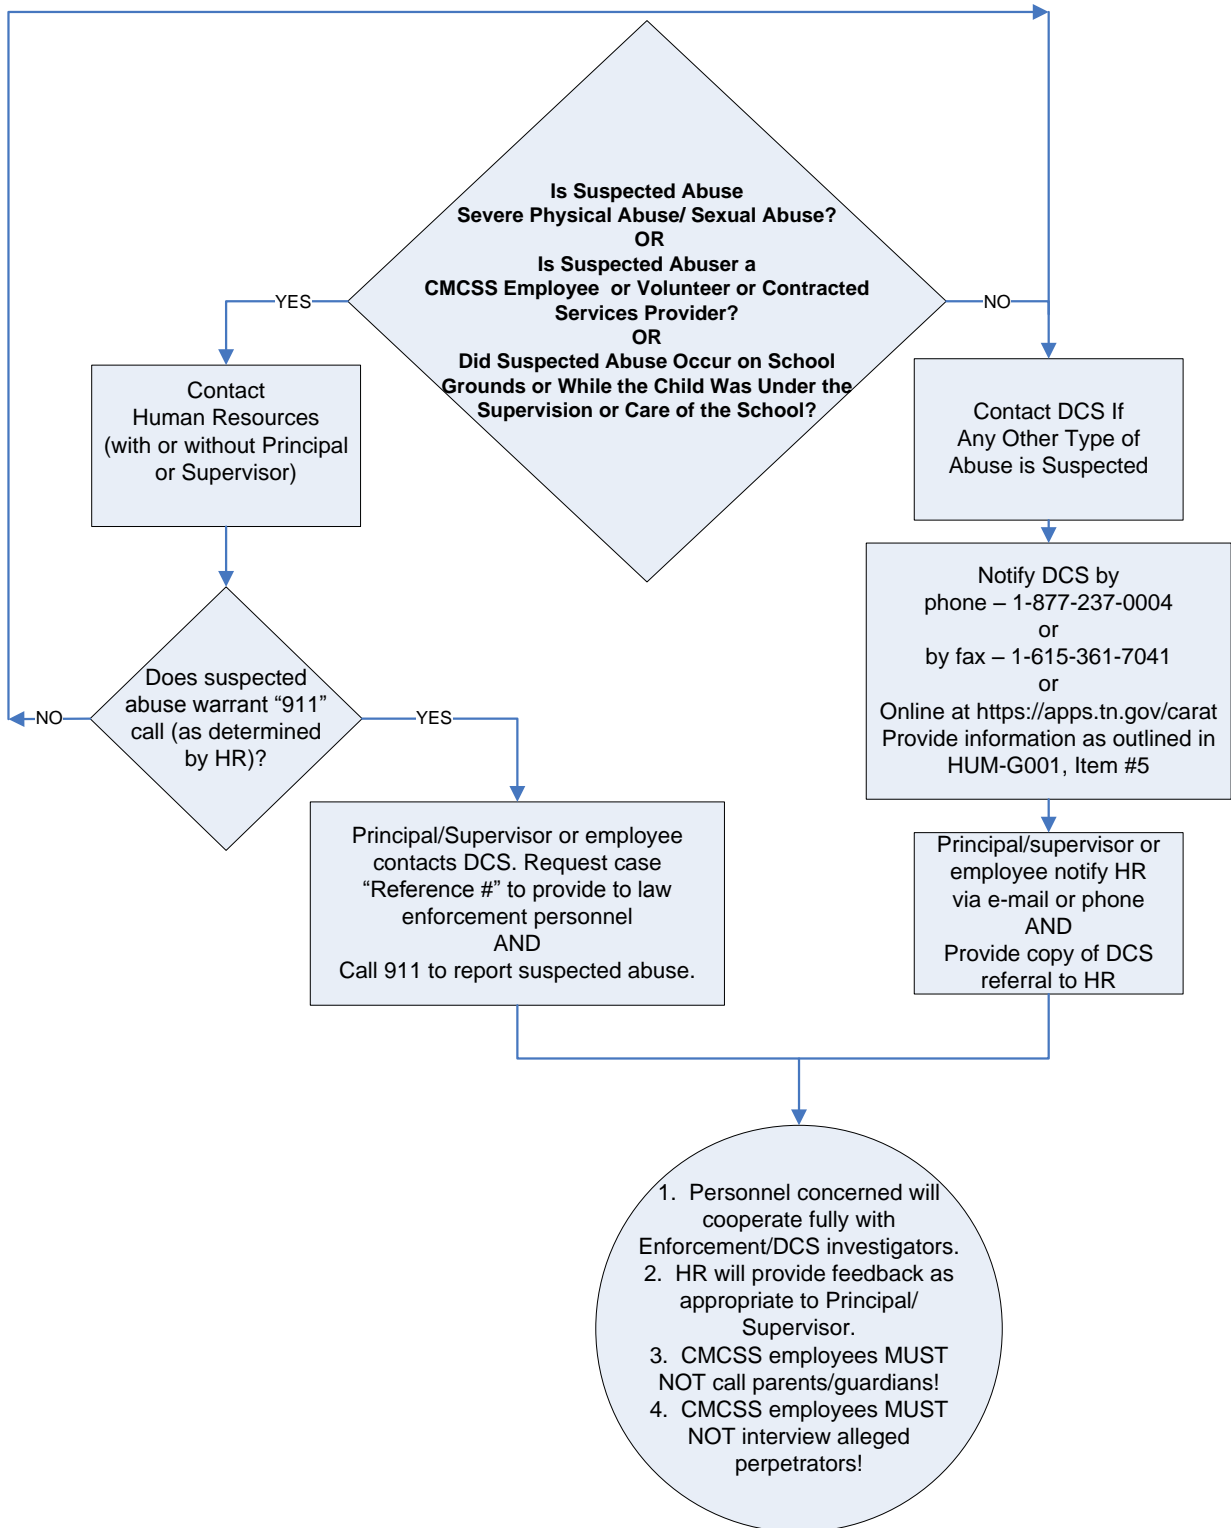 Is Suspected Abuse
Severe Physical Abuse/ Sexual Abuse?
OR
Is Suspected Abuser a
CMCSS Employee or Volunteer or Contracted
Services Provider?
OR
Did Suspected Abuse Occur on School
Grounds or While the Child Was Under the
Supervision or Care of the School?
YES
NO
Contact
Human Resources
(with or without Principal
or Supervisor)
Contact DCS If
Any Other Type of
Abuse is Suspected
Notify DCS by
phone – 1-877-237-0004
or
by fax – 1-615-361-7041
or
Online at https://apps.tn.gov/carat
Provide information as outlined in
HUM-G001, Item #5
Does suspected
abuse warrant “911”
call (as determined
by HR)?
NO
YES
Principal/Supervisor or employee
contacts DCS. Request case
“Reference #” to provide to law
enforcement personnel
AND
Call 911 to report suspected abuse.
Principal/supervisor or
employee notify HR
via e-mail or phone
AND
Provide copy of DCS
referral to HR
1. Personnel concerned will
cooperate fully with
Enforcement/DCS investigators.
2. HR will provide feedback as
appropriate to Principal/
Supervisor.
3. CMCSS employees MUST
NOT call parents/guardians!
4. CMCSS employees MUST
NOT interview alleged
perpetrators!